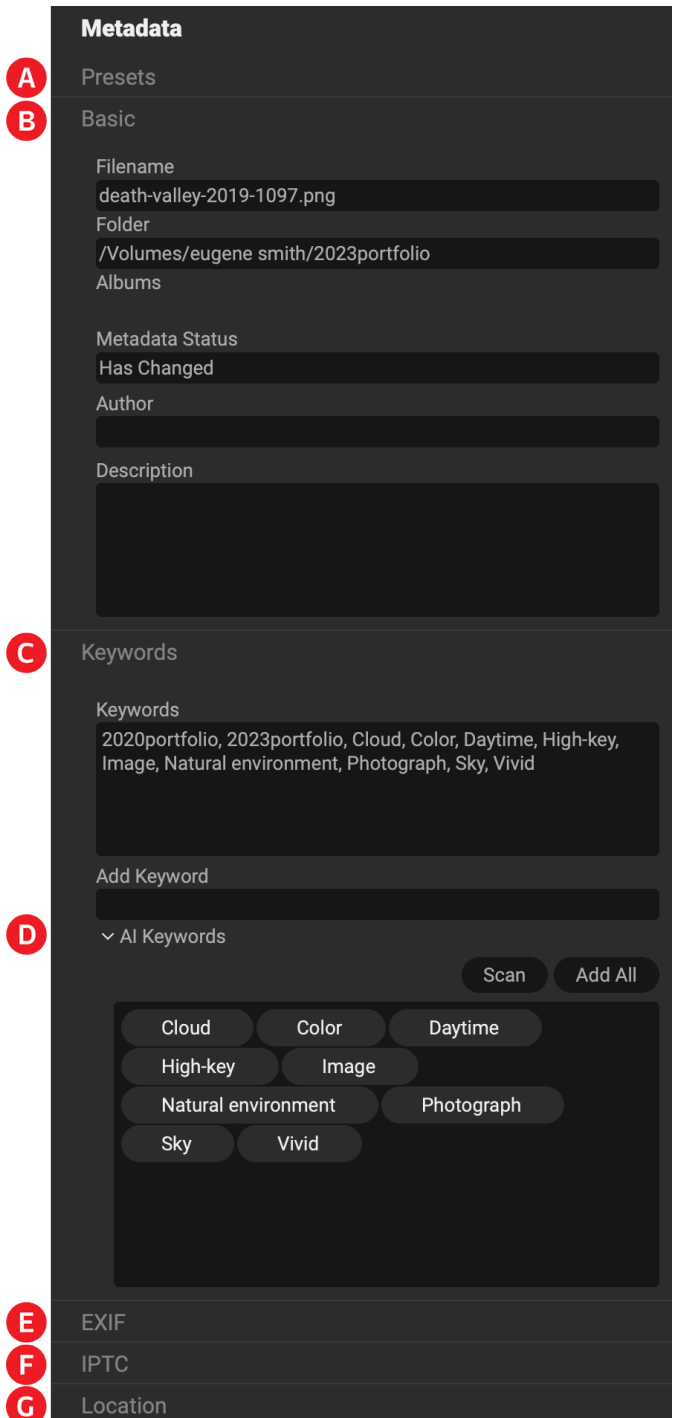 Metadata
A Presets
B Basic
Filename
death-valley-2019-1097.png
Folder
/Volumes/eugene smith/2023portfolio
Albums
Metadata Status
Has Changed
Author
Description
C Keywords
Keywords
2020portfolio, 2023portfolio, Cloud, Color, Daytime, High-key,
Image, Natural environment, Photograph, Sky, Vivid
Add Keyword
D AI Keywords
Scan Add All
Cloud Color Daytime
High-key Image
Natural environment Photograph
Sky Vivid
E EXIF
F IPTC
G Location